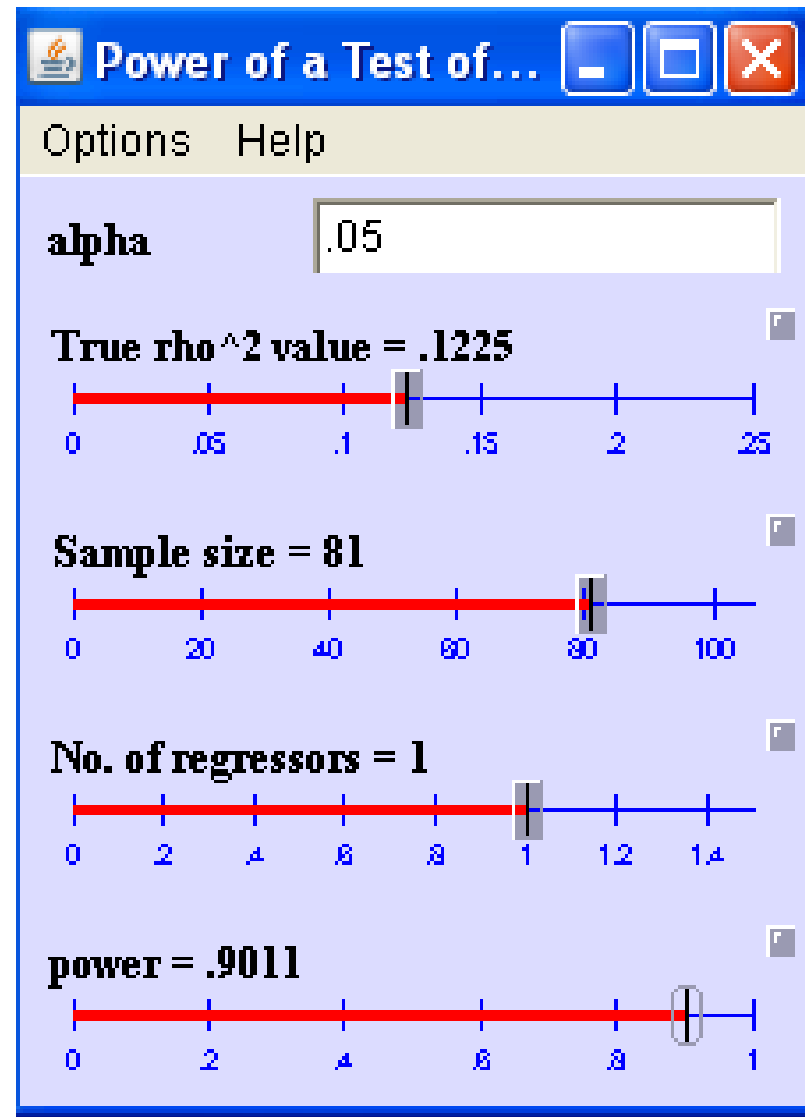 Power of a Test of...
Options Help
alpha .05
True rho^2 value = .1225
0 .05 .1 .15 .2 .25
Sample size = 81
0 20 40 60 80 100
No. of regressors = 1
0 .2 .4 .6 .8 1 1.2 1.4
power = .9011
0 .2 .4 .6 .8 1